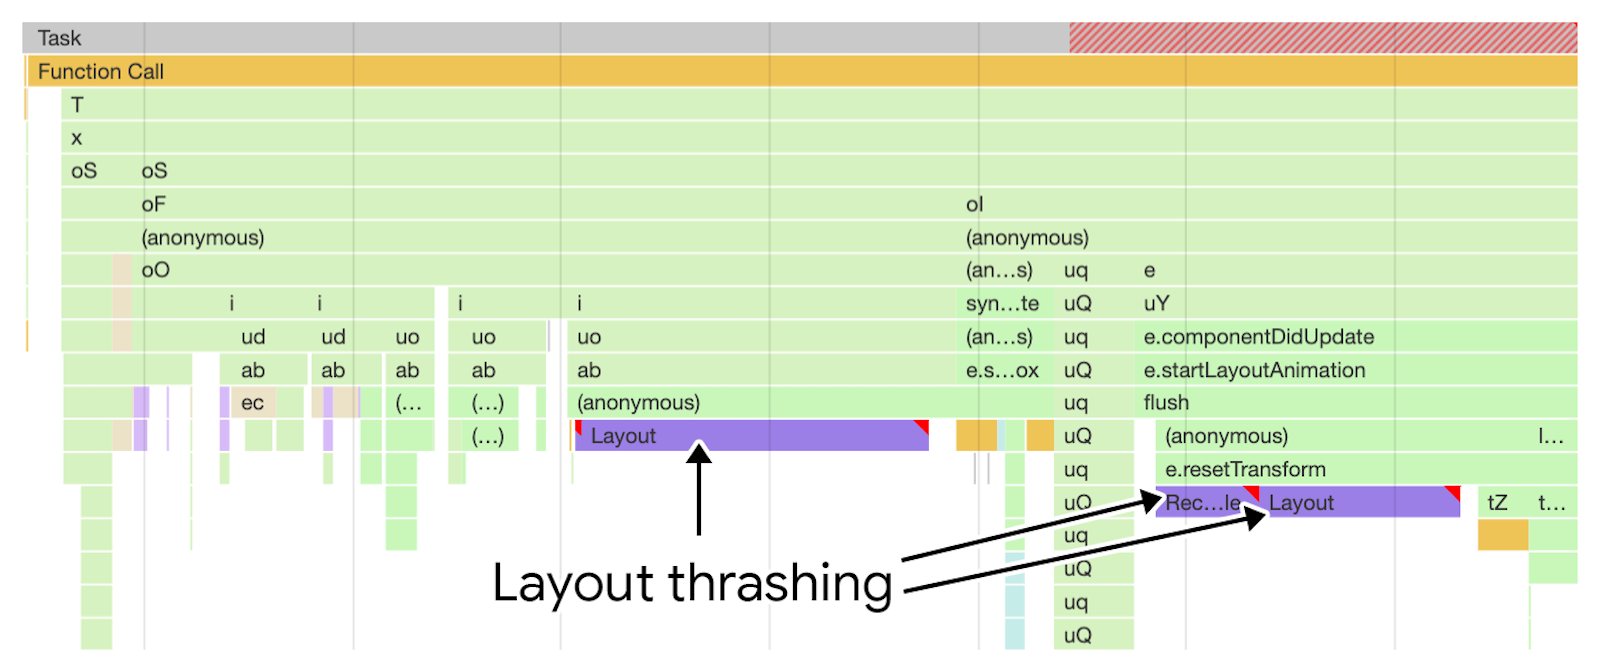 Task
Function Call
T
x
oS oS
oF oI
(anonymous) (anonymous)
oO (an...s) uq e
i i i i syn...te uQ uY
ud ud uo uo uo (an...s) uq e.componentDidUpdate
ab ab ab ab ab e.s...ox uQ e.startLayoutAnimation
ec (... (...) (anonymous) uq flush
(...) Layout uQ (anonymous) l...
uq e.resetTransform
uQ Rec...le Layout tZ t...
uq
uQ
Layout thrashing
uq
uQ